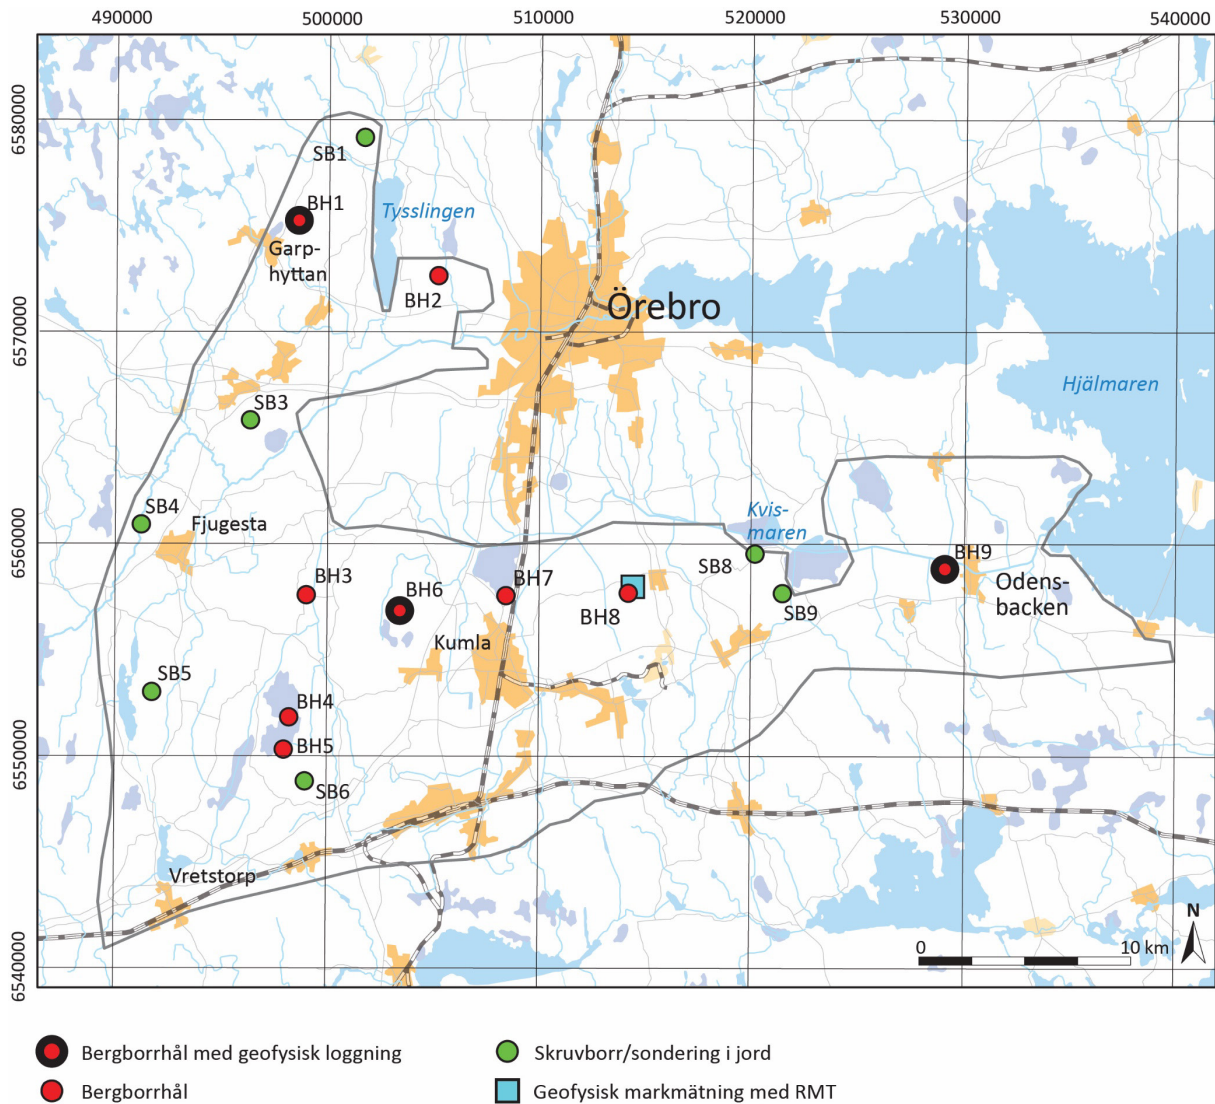 490000
500000
510000
520000
530000
540000
6580000
6570000
6560000
6550000
6540000
SB1
BH1
Tysslingen
Garp-
hyttan
BH2
Örebro
Hjälmaren
SB3
SB4
Fjugesta
Kvis-
maren
SB8
BH9
BH3
BH6
BH7
BH8
SB9
Odens-
backen
Kumla
SB5
BH4
BH5
SB6
Vretstorp
N
0
10 km
Bergborrhål med geofysisk loggning
Skruvborr/sondering i jord
Bergborrhål
Geofysisk markmätning med RMT